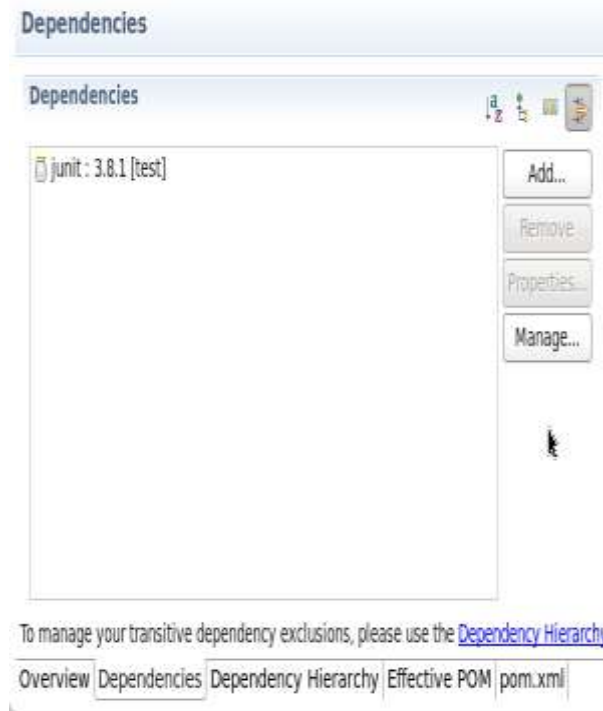 Dependencies
Dependencies
junit : 3.8.1 [test]
Add...
Remove
Properties...
Manage...
To manage your transitive dependency exclusions, please use the Dependency Hierarchy
Overview Dependencies Dependency Hierarchy Effective POM pom.xml